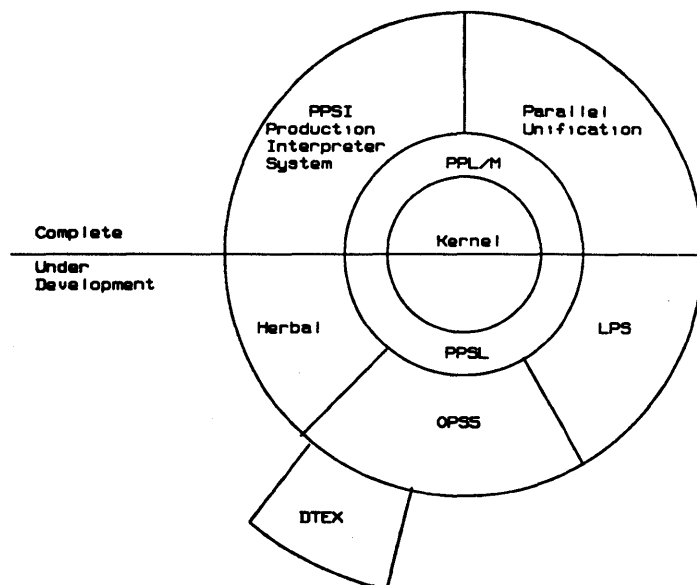 PPSI
Production
Interpreter
System
Parallel
Unification
PPL/M
Complete
Kernel
Under
Development
Herbal
LPS
PPSL
OPS5
DTEX